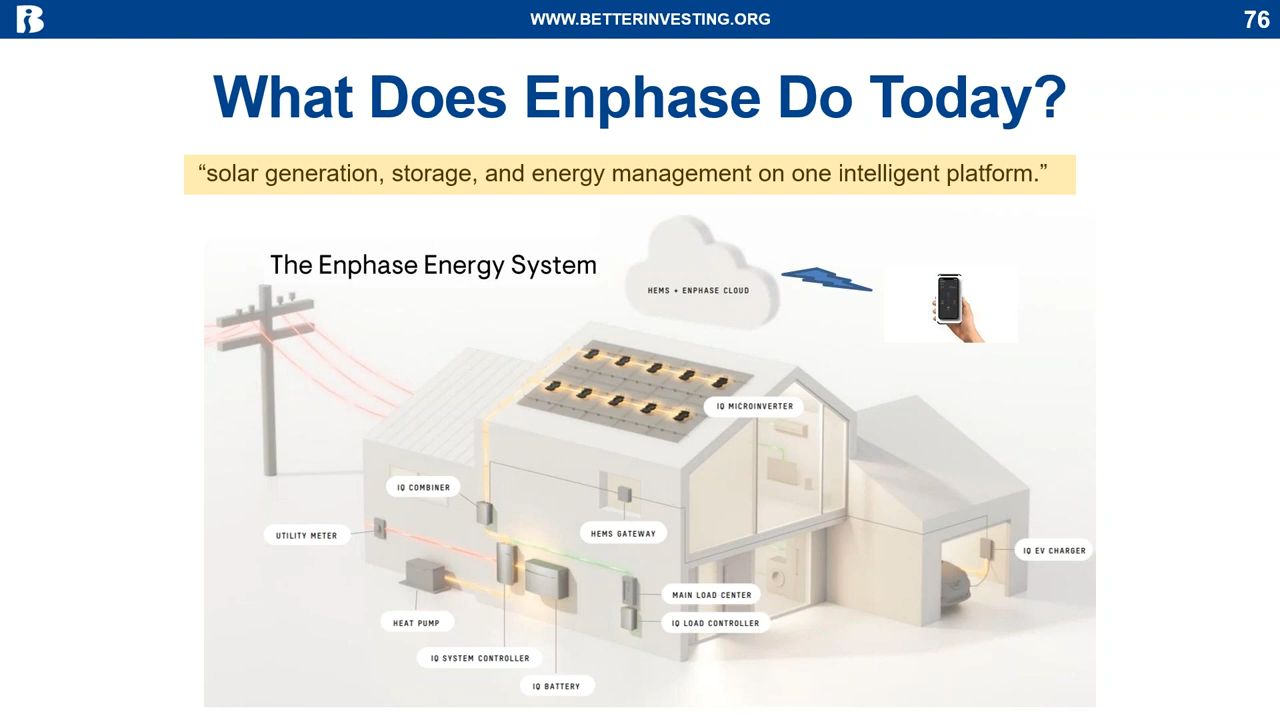 WWW.BETTERINVESTING.ORG
76
What Does Enphase Do Today?
“solar generation, storage, and energy management on one intelligent platform.”
The Enphase Energy System
HEMS + ENPHASE CLOUD
IQ MICROINVERTER
IQ COMBINER
UTILITY METER
HEMS GATEWAY
IQ EV CHARGER
MAIN LOAD CENTER
HEAT PUMP
IQ LOAD CONTROLLER
IQ SYSTEM CONTROLLER
IQ BATTERY